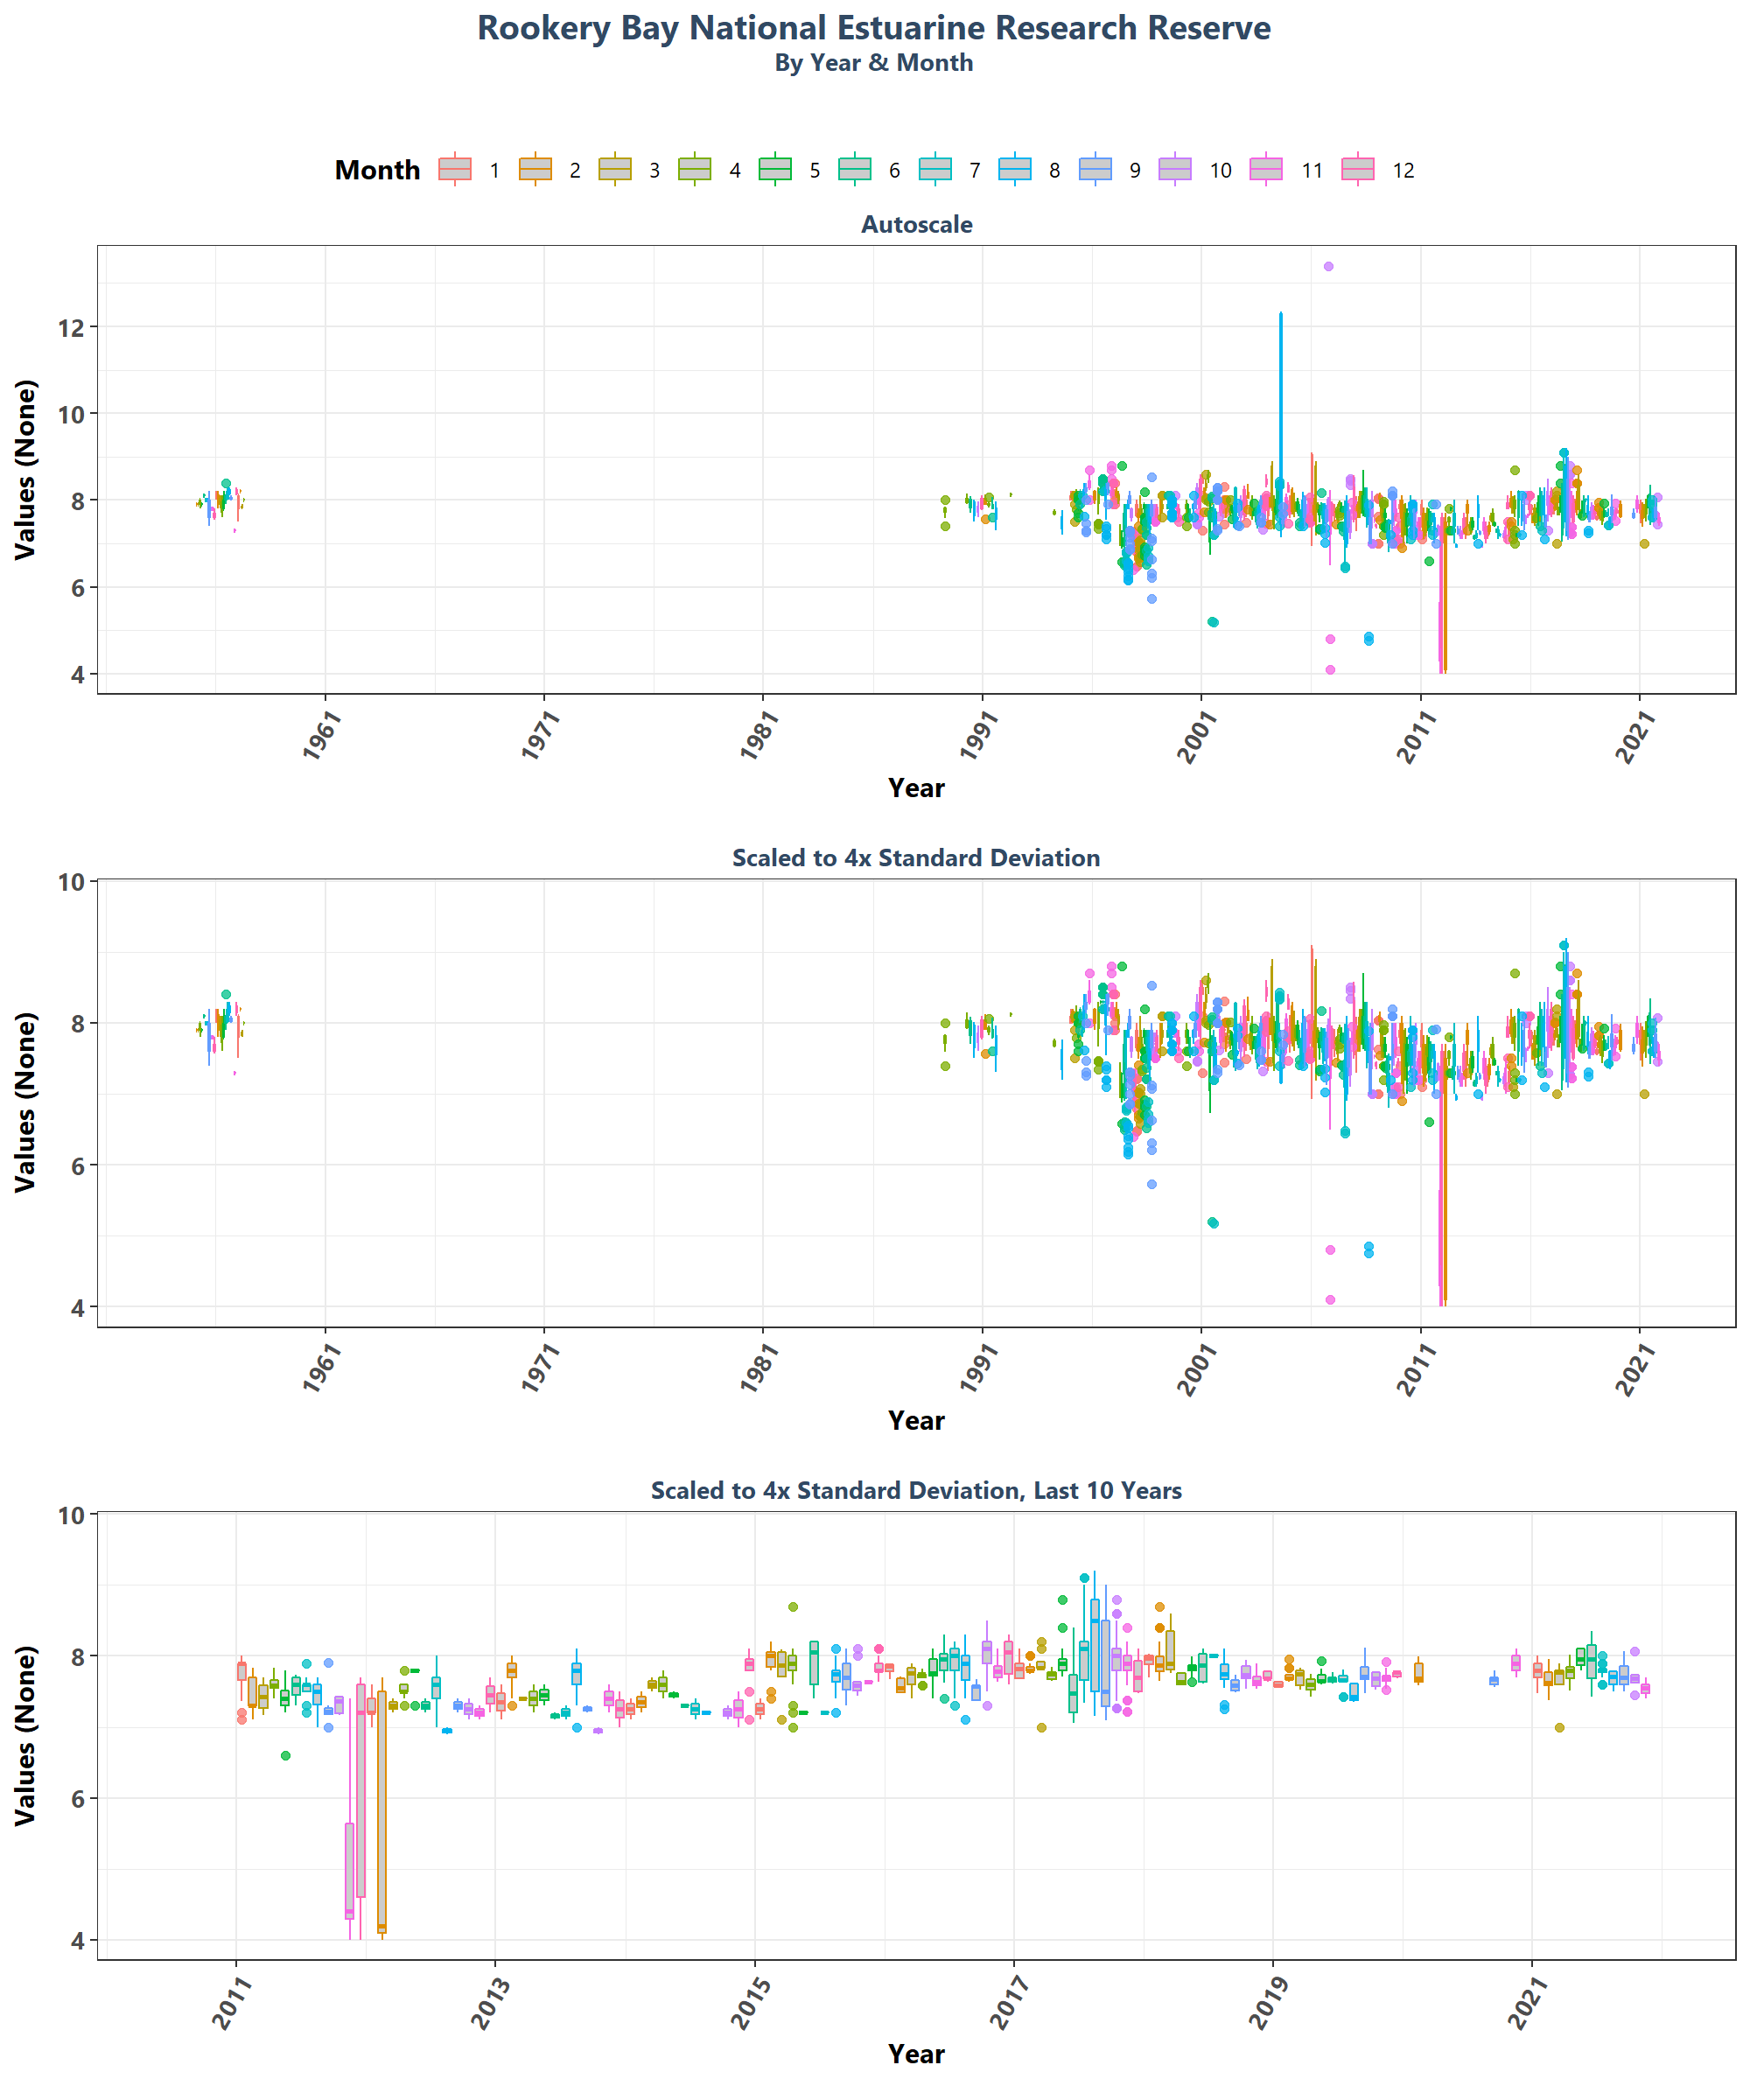 Rookery Bay National Estuarine Research Reserve
By Year & Month
Month 1 2 3 4 5 6 7 8 9 10 11 12
Autoscale
Values (None)
12
10
8
6
4
1961 1971 1981 1991 2001 2011 2021
Year
Scaled to 4x Standard Deviation
Values (None)
10
8
6
4
1961 1971 1981 1991 2001 2011 2021
Year
Scaled to 4x Standard Deviation, Last 10 Years
Values (None)
10
8
6
4
2011 2013 2015 2017 2019 2021
Year